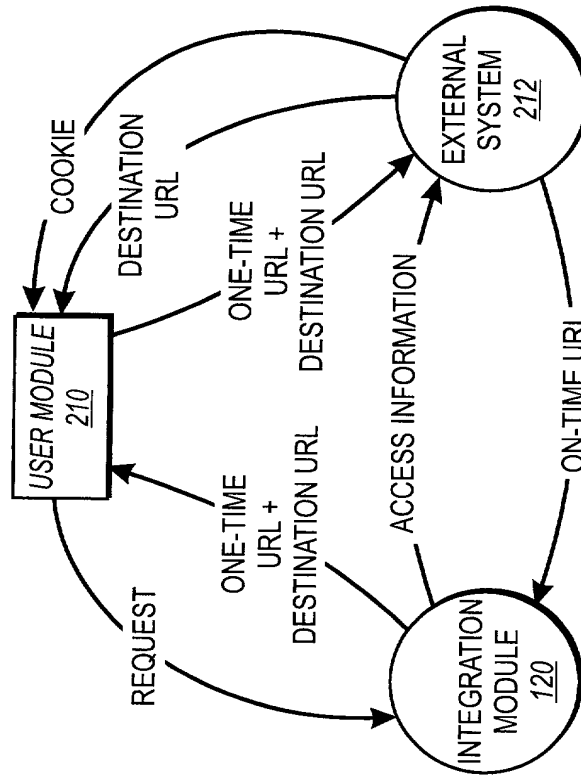 USER MODULE
210
COOKIE
DESTINATION
URL
ONE-TIME
URL +
DESTINATION URL
REQUEST
ONE-TIME
URL +
DESTINATION URL
ACCESS INFORMATION
EXTERNAL
SYSTEM
212
INTEGRATION
MODULE
120
ON-TIME URL